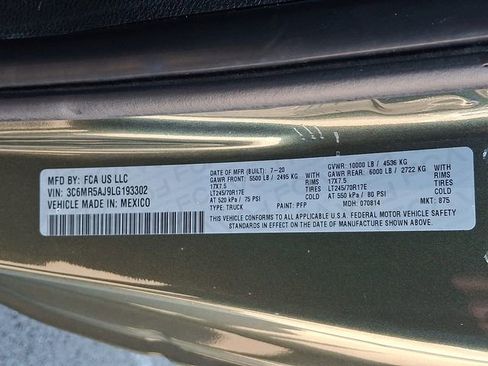 MFD BY: FCA US LLC
VIN: 3C6MR5AJ9LG193302
VEHICLE MADE IN: MEXICO
DATE OF MFR (BUILT): 7-20
GAWR FRONT: 5500 LB / 2495 KG WITH
17X7.5 RIMS
LT245/70R17E TIRES
AT 520 kPa / 75 PSI COLD
TYPE: TRUCK PAINT: PFP
GVWR: 10000 LB / 4536 KG
GAWR REAR: 6000 LB / 2722 KG WITH
17X7.5 RIMS
LT245/70R17E TIRES
AT 550 kPa / 80 PSI COLD
MDH: 070814 MKT: 875
THIS VEHICLE CONFORMS TO ALL APPLICABLE U.S.A. FEDERAL MOTOR VEHICLE SAFETY
STANDARDS IN EFFECT ON THE DATE OF MANUFACTURE.